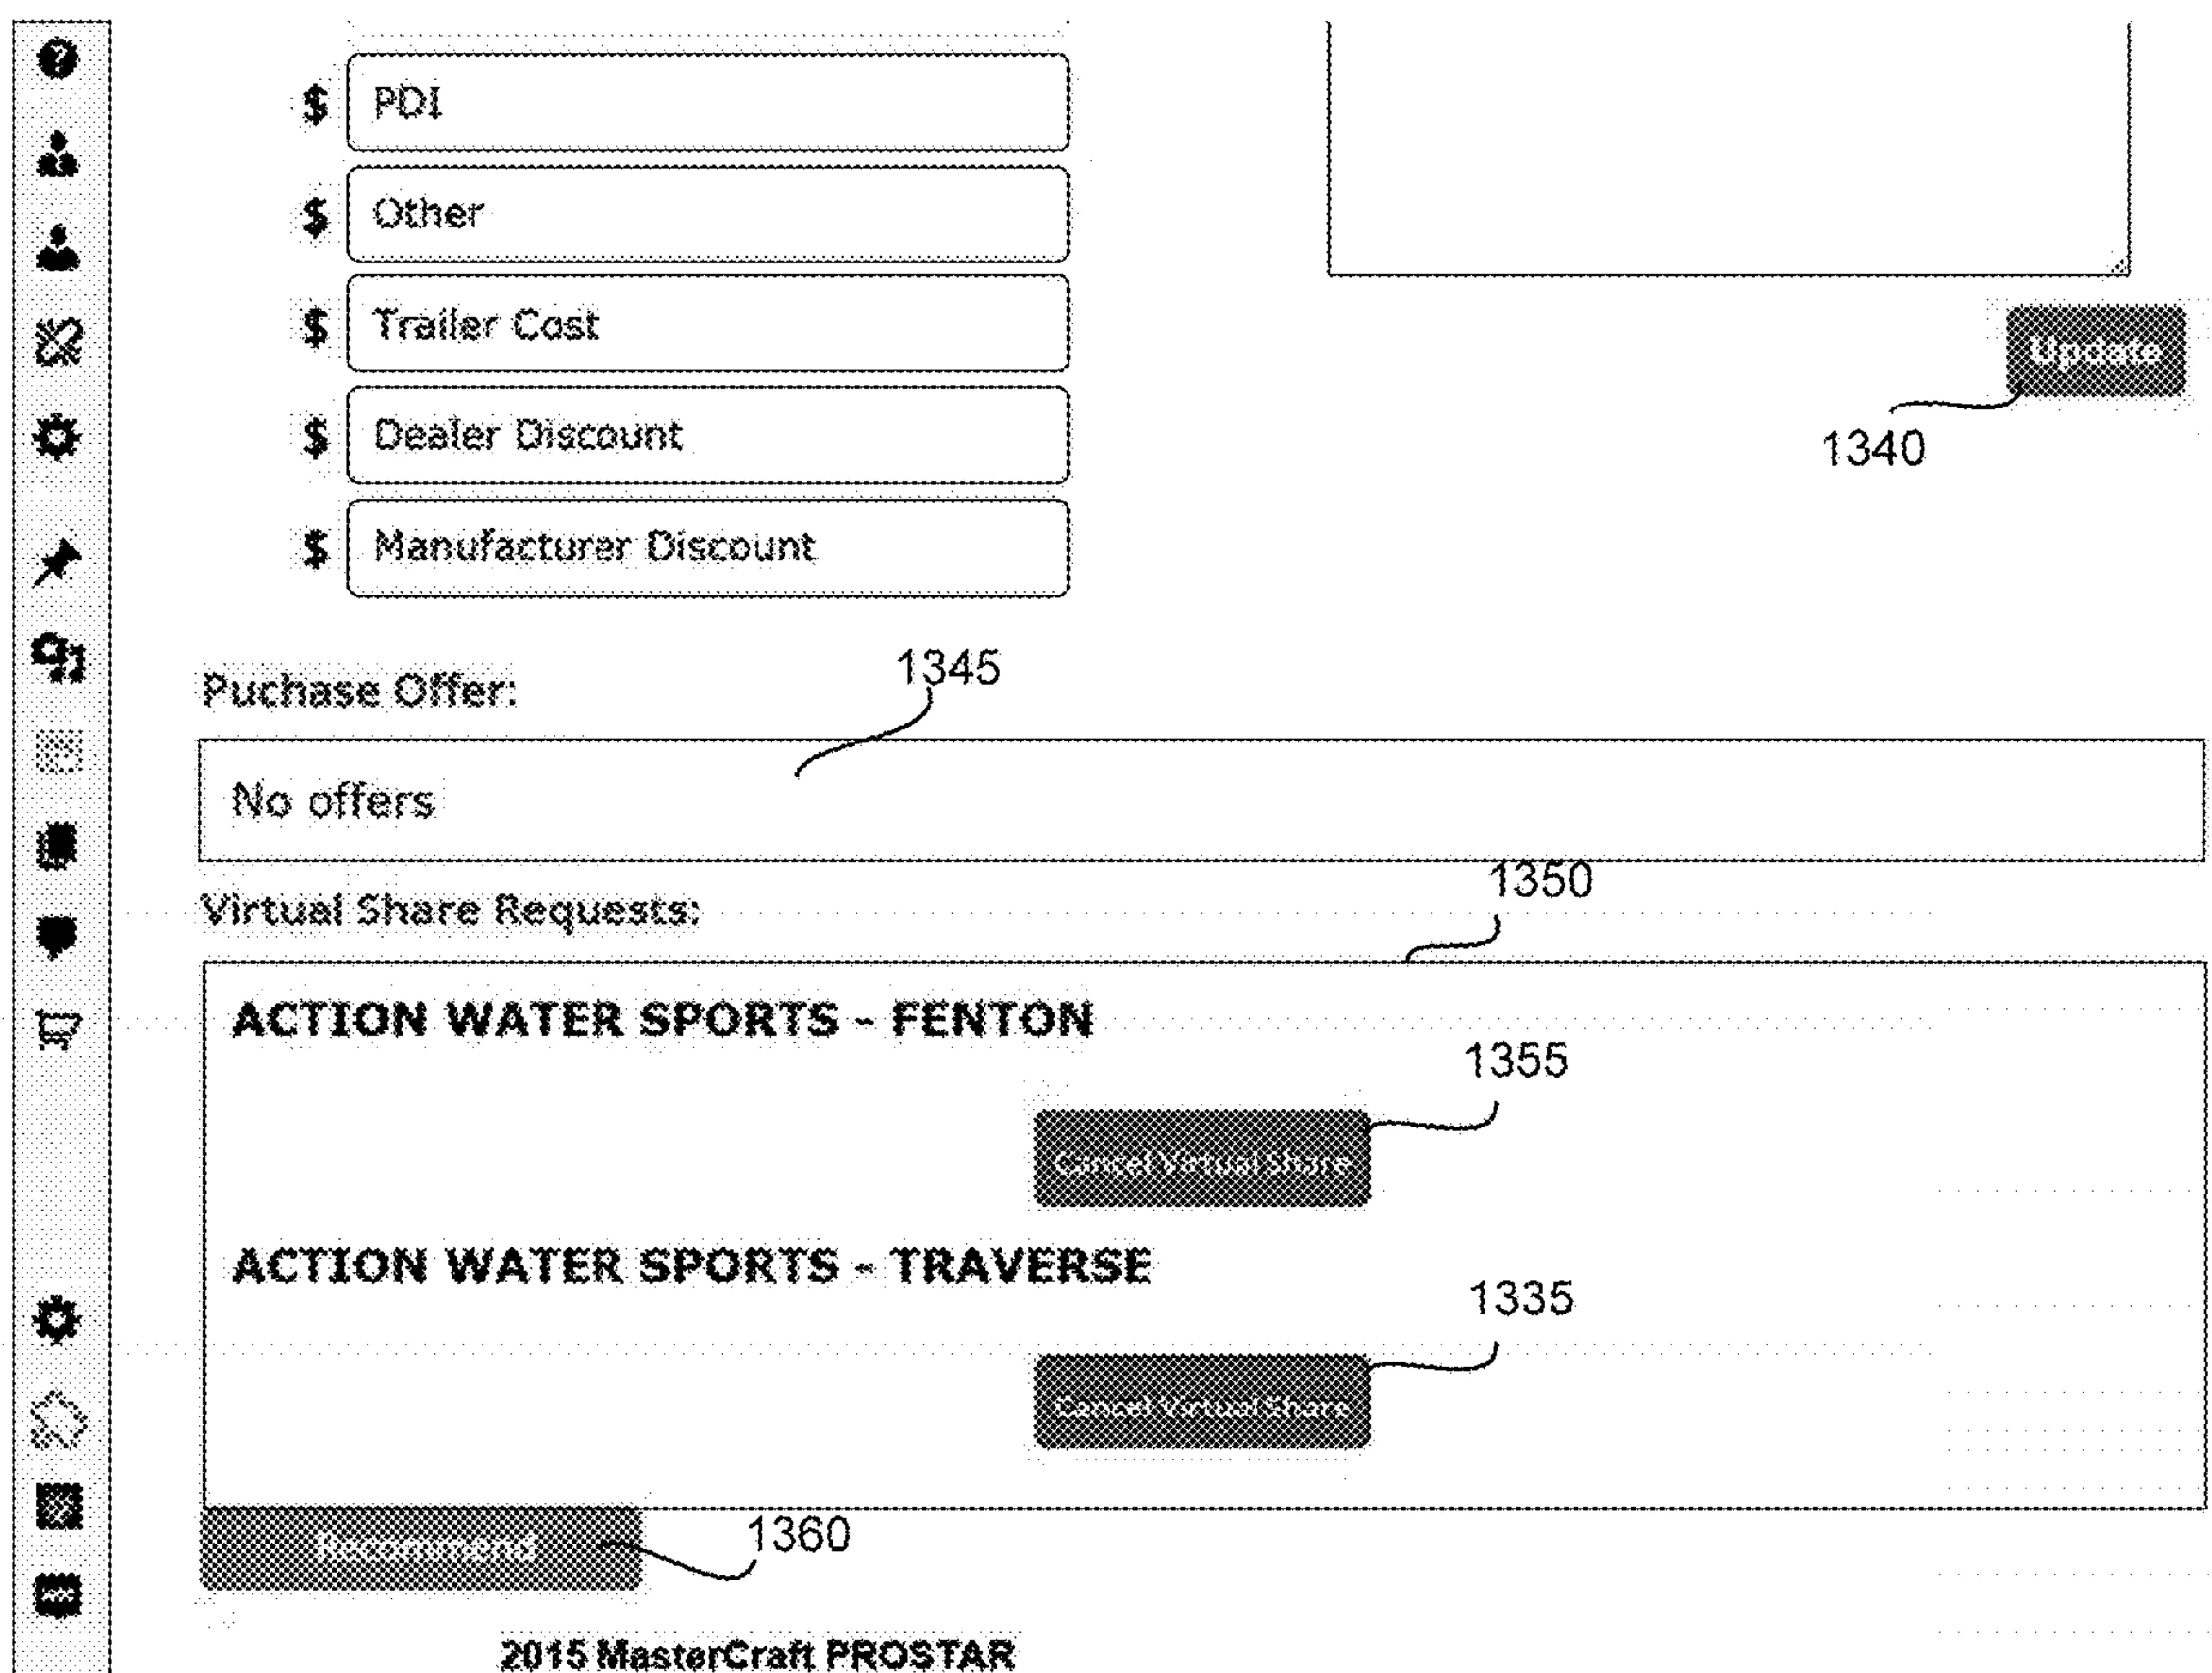 $ PDI
$ Other
$ Trailer Cost
$ Dealer Discount
$ Manufacturer Discount
Update
1340
1345
Puchase Offer:
No offers
1350
Virtual Share Requests:
ACTION WATER SPORTS - FENTON
1355
Cancel Virtual Share
ACTION WATER SPORTS - TRAVERSE
1335
Cancel Virtual Share
Recommend
1360
2015 MasterCraft PROSTAR